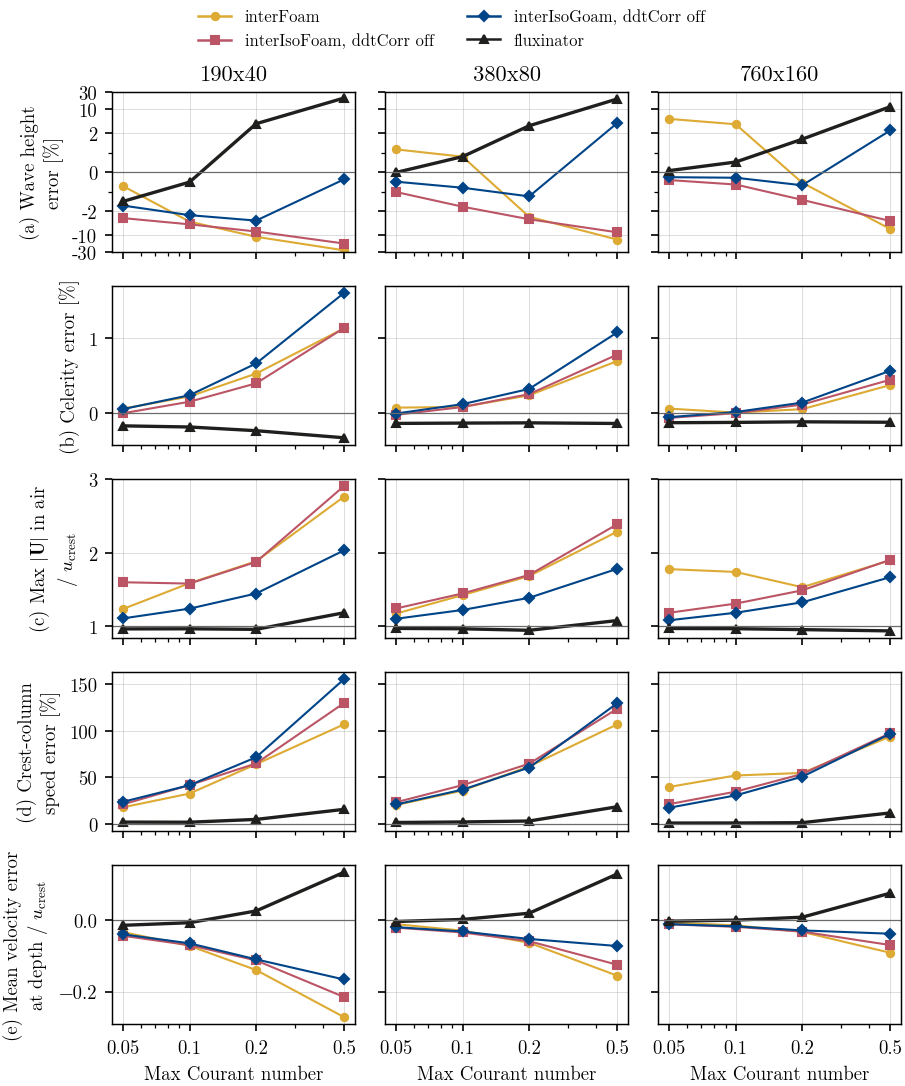 interFoam
interIsoFoam, ddtCorr off
interIsoGoam, ddtCorr off
fluxinator
190x40
380x80
760x160
(a) Wave height
error [%]
30
10
2
0
-2
-10
-30
(b) Celerity error [%]
1
0
(c) Max |U| in air
/ u_crest
3
2
1
(d) Crest-column
speed error [%]
150
100
50
0
(e) Mean velocity error
at depth / u_crest
0.0
−0.2
0.05 0.1 0.2 0.5
0.05 0.1 0.2 0.5
0.05 0.1 0.2 0.5
Max Courant number
Max Courant number
Max Courant number